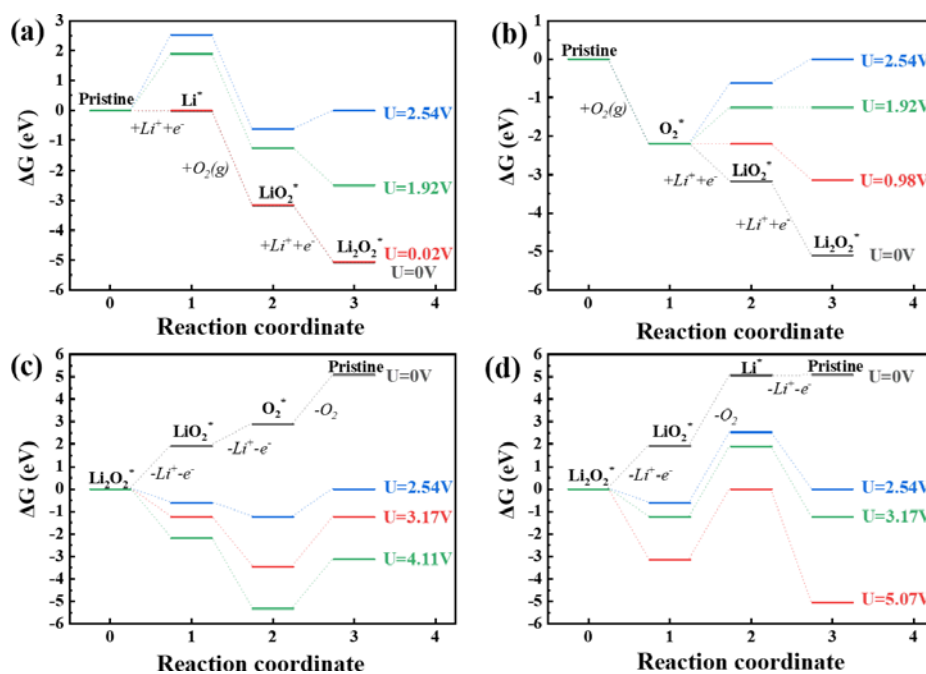 (a)
3
2
1
0
-1
-2
-3
-4
-5
-6
ΔG (eV)
Pristine
Li*
+Li⁺+e⁻
+O₂(g)
LiO₂*
+Li⁺+e⁻
Li₂O₂*
U=2.54V
U=1.92V
U=0.02V
U=0V
0 1 2 3 4
Reaction coordinate
(b)
1
0
-1
-2
-3
-4
-5
-6
ΔG (eV)
Pristine
+O₂(g)
O₂*
+Li⁺+e⁻
LiO₂*
+Li⁺+e⁻
Li₂O₂*
U=2.54V
U=1.92V
U=0.98V
U=0V
0 1 2 3 4
Reaction coordinate
(c)
6
5
4
3
2
1
0
-1
-2
-3
-4
-5
-6
ΔG (eV)
Li₂O₂*
-Li⁺-e⁻
LiO₂*
-Li⁺-e⁻
O₂*
-O₂
Pristine
U=0V
U=2.54V
U=3.17V
U=4.11V
0 1 2 3 4
Reaction coordinate
(d)
6
5
4
3
2
1
0
-1
-2
-3
-4
-5
-6
ΔG (eV)
Li₂O₂*
-Li⁺-e⁻
LiO₂*
-O₂
Li*
-Li⁺-e⁻
Pristine
U=0V
U=2.54V
U=3.17V
U=5.07V
0 1 2 3 4
Reaction coordinate